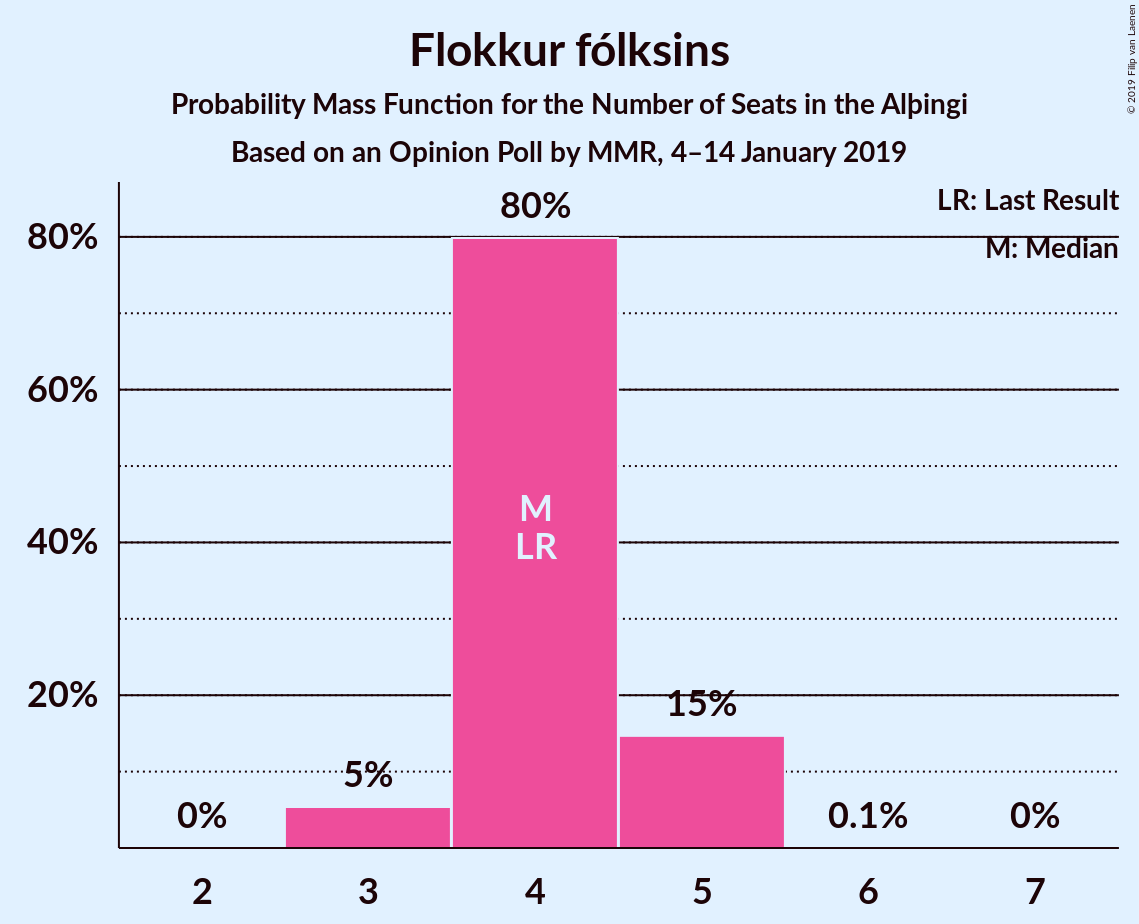 Flokkur fólksins
Probability Mass Function for the Number of Seats in the Alþingi
Based on an Opinion Poll by MMR, 4–14 January 2019
© 2019 Filip van Laenen
LR: Last Result
M: Median
80%
60%
40%
20%
0%
5%
80%
M
LR
15%
0.1%
0%
2
3
4
5
6
7